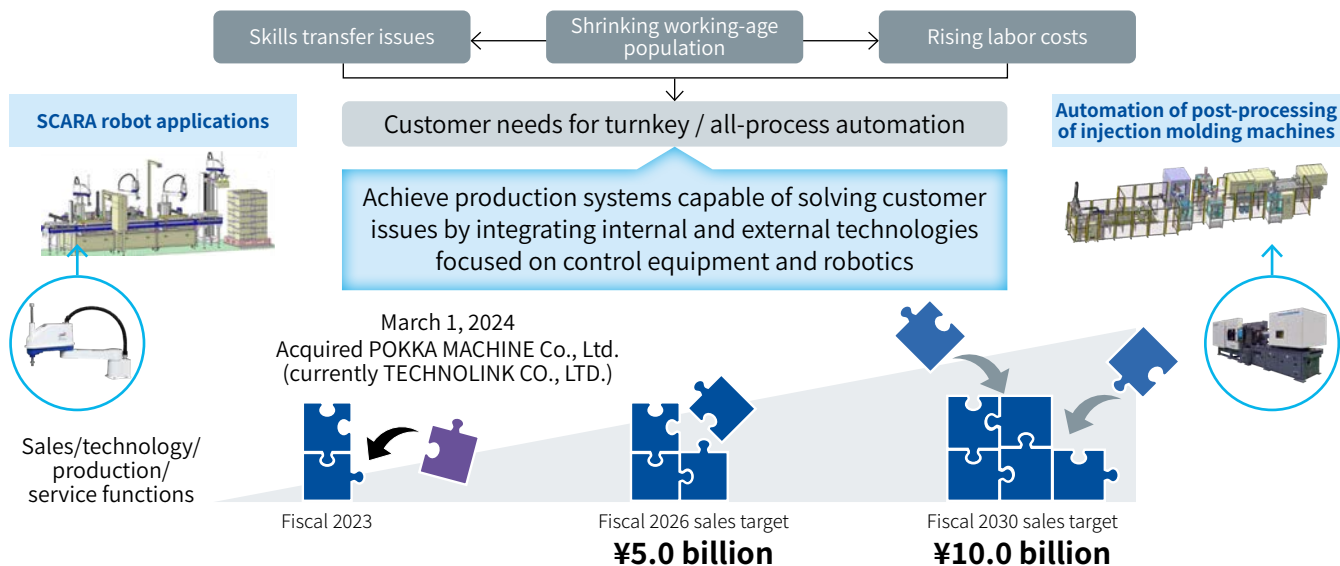 Skills transfer issues
Shrinking working-age
population
Rising labor costs
SCARA robot applications
Customer needs for turnkey / all-process automation
Automation of post-processing
of injection molding machines
Achieve production systems capable of solving customer
issues by integrating internal and external technologies
focused on control equipment and robotics
March 1, 2024
Acquired POKKA MACHINE Co., Ltd.
(currently TECHNOLINK CO., LTD.)
Sales/technology/
production/
service functions
Fiscal 2023
Fiscal 2026 sales target
¥5.0 billion
Fiscal 2030 sales target
¥10.0 billion